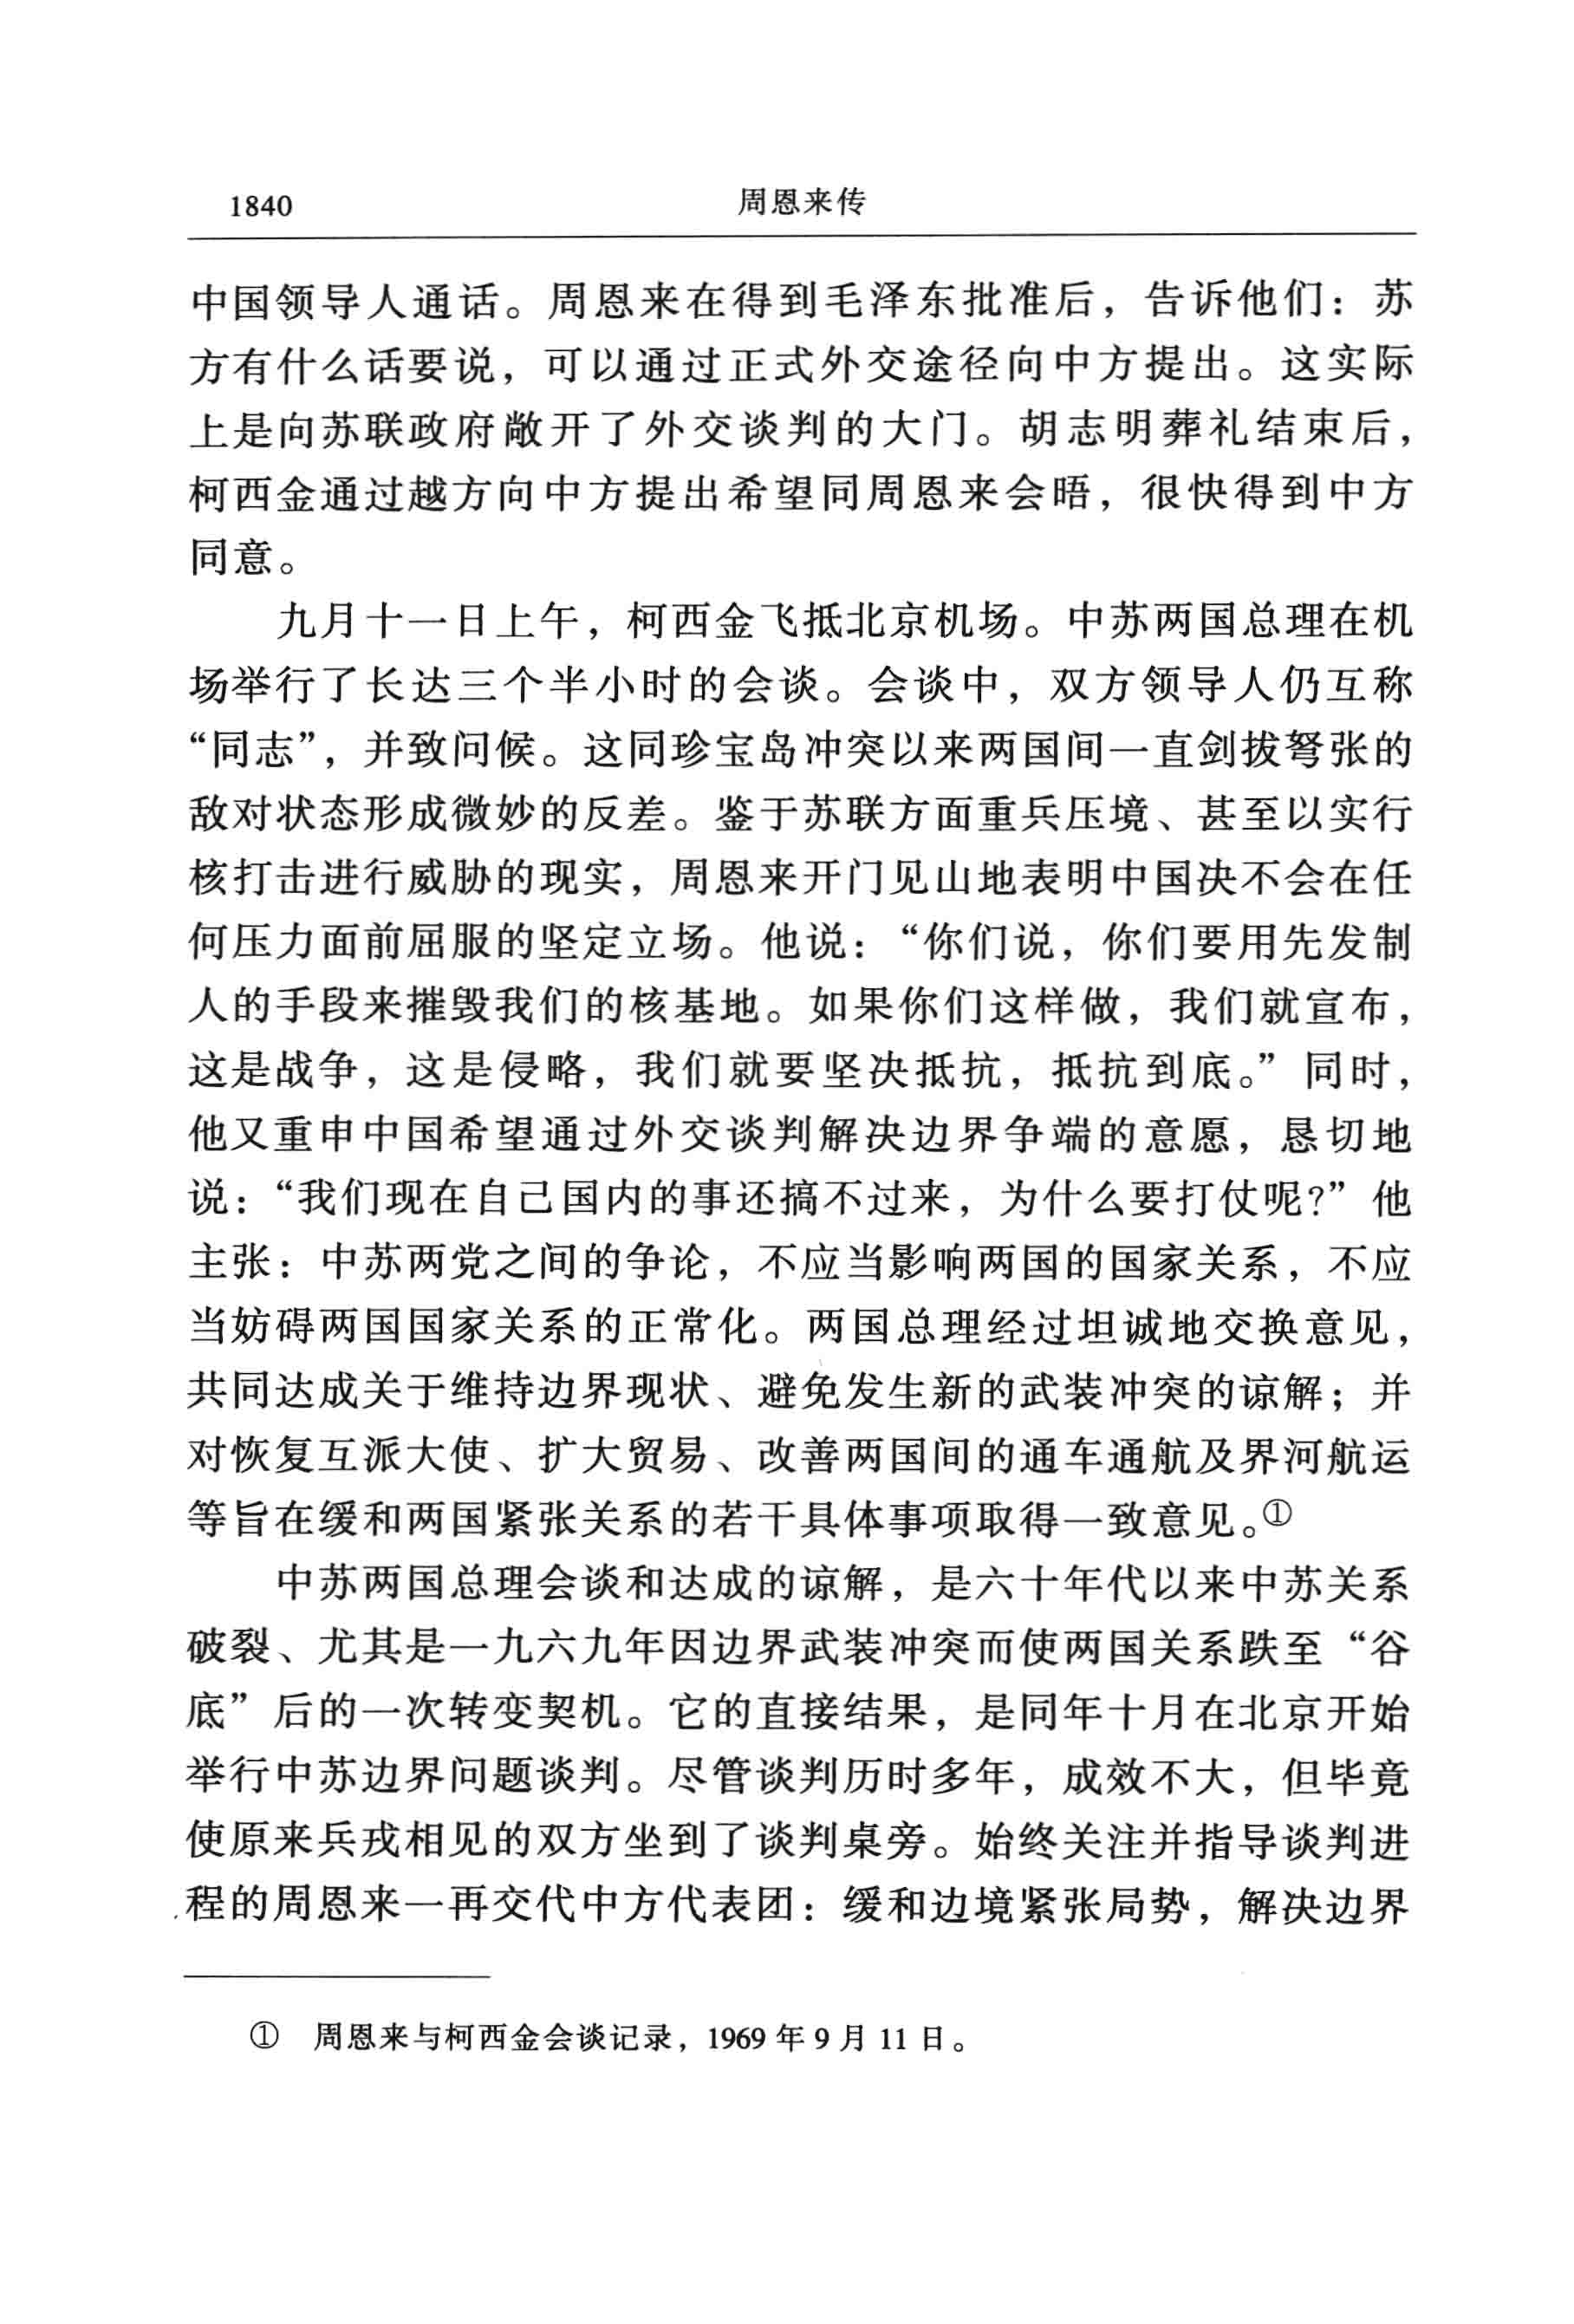 1840
周恩来传
中国领导人通话。周恩来在得到毛泽东批准后，告诉他们：苏
方有什么话要说，可以通过正式外交途径向中方提出。这实际
上是向苏联政府敞开了外交谈判的大门。胡志明葬礼结束后，
柯西金通过越方向中方提出希望同周恩来会晤，很快得到中方
同意。
九月十一日上午，柯西金飞抵北京机场。中苏两国总理在机
场举行了长达三个半小时的会谈。会谈中，双方领导人仍互称
“同志”，并致问候。这同珍宝岛冲突以来两国间一直剑拔弩张的
敌对状态形成微妙的反差。鉴于苏联方面重兵压境、甚至以实行
核打击进行威胁的现实，周恩来开门见山地表明中国决不会在任
何压力面前屈服的坚定立场。他说：“你们说，你们要用先发制
人的手段来摧毁我们的核基地。如果你们这样做，我们就宣布，
这是战争，这是侵略，我们就要坚决抵抗，抵抗到底。”同时，
他又重申中国希望通过外交谈判解决边界争端的意愿，恳切地
说：“我们现在自己国内的事还搞不过来，为什么要打仗呢?”他
主张：中苏两党之间的争论，不应当影响两国的国家关系，不应
当妨碍两国国家关系的正常化。两国总理经过坦诚地交换意见，
共同达成关于维持边界现状、避免发生新的武装冲突的谅解；并
对恢复互派大使、扩大贸易、改善两国间的通车通航及界河航运
等旨在缓和两国紧张关系的若干具体事项取得一致意见。①
中苏两国总理会谈和达成的谅解，是六十年代以来中苏关系
破裂、尤其是一九六九年因边界武装冲突而使两国关系跌至“谷
底”后的一次转变契机。它的直接结果，是同年十月在北京开始
举行中苏边界问题谈判。尽管谈判历时多年，成效不大，但毕竟
使原来兵戎相见的双方坐到了谈判桌旁。始终关注并指导谈判进
程的周恩来一再交代中方代表团：缓和边境紧张局势，解决边界
① 周恩来与柯西金会谈记录，1969年9月11日。